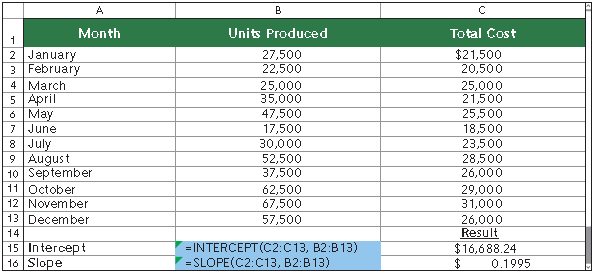 A B C
1 Month Units Produced Total Cost
2 January 27,500 $21,500
3 February 22,500 20,500
4 March 25,000 25,000
5 April 35,000 21,500
6 May 47,500 25,500
7 June 17,500 18,500
8 July 30,000 23,500
9 August 52,500 28,500
10 September 37,500 26,000
11 October 62,500 29,000
12 November 67,500 31,000
13 December 57,500 26,000
14 Result
15 Intercept =INTERCEPT(C2:C13, B2:B13) $16,688.24
16 Slope =SLOPE(C2:C13, B2:B13) $ 0.1995